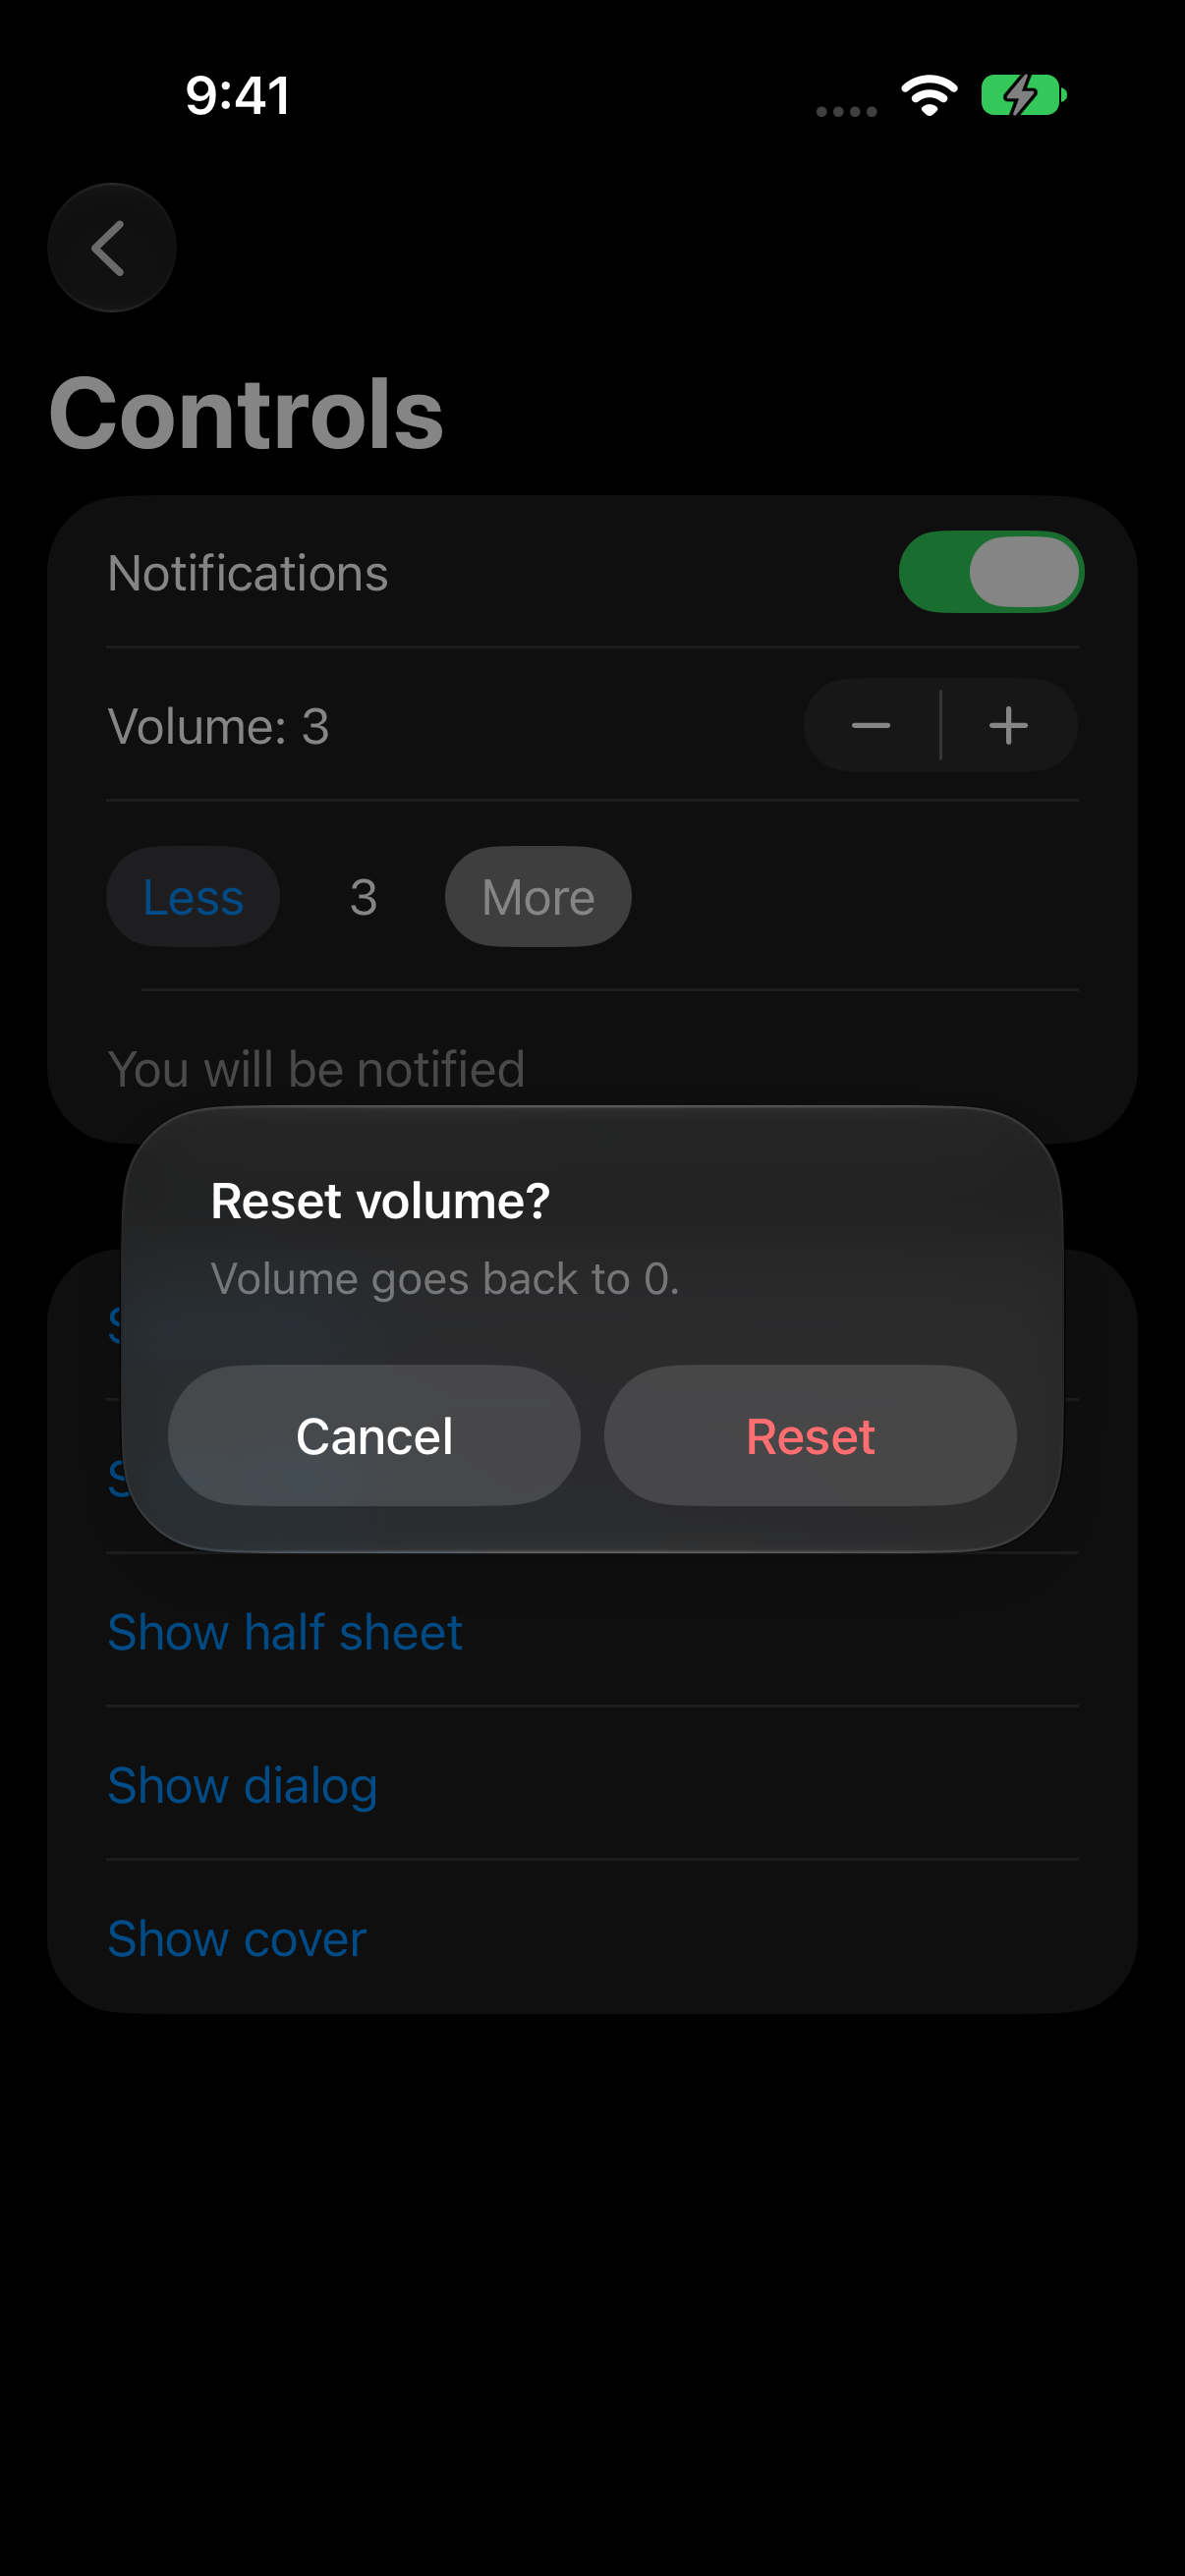 9:41
Controls
Notifications
Volume: 3
Less 3 More
You will be notified
Reset volume?
Volume goes back to 0.
Cancel Reset
Show half sheet
Show dialog
Show cover